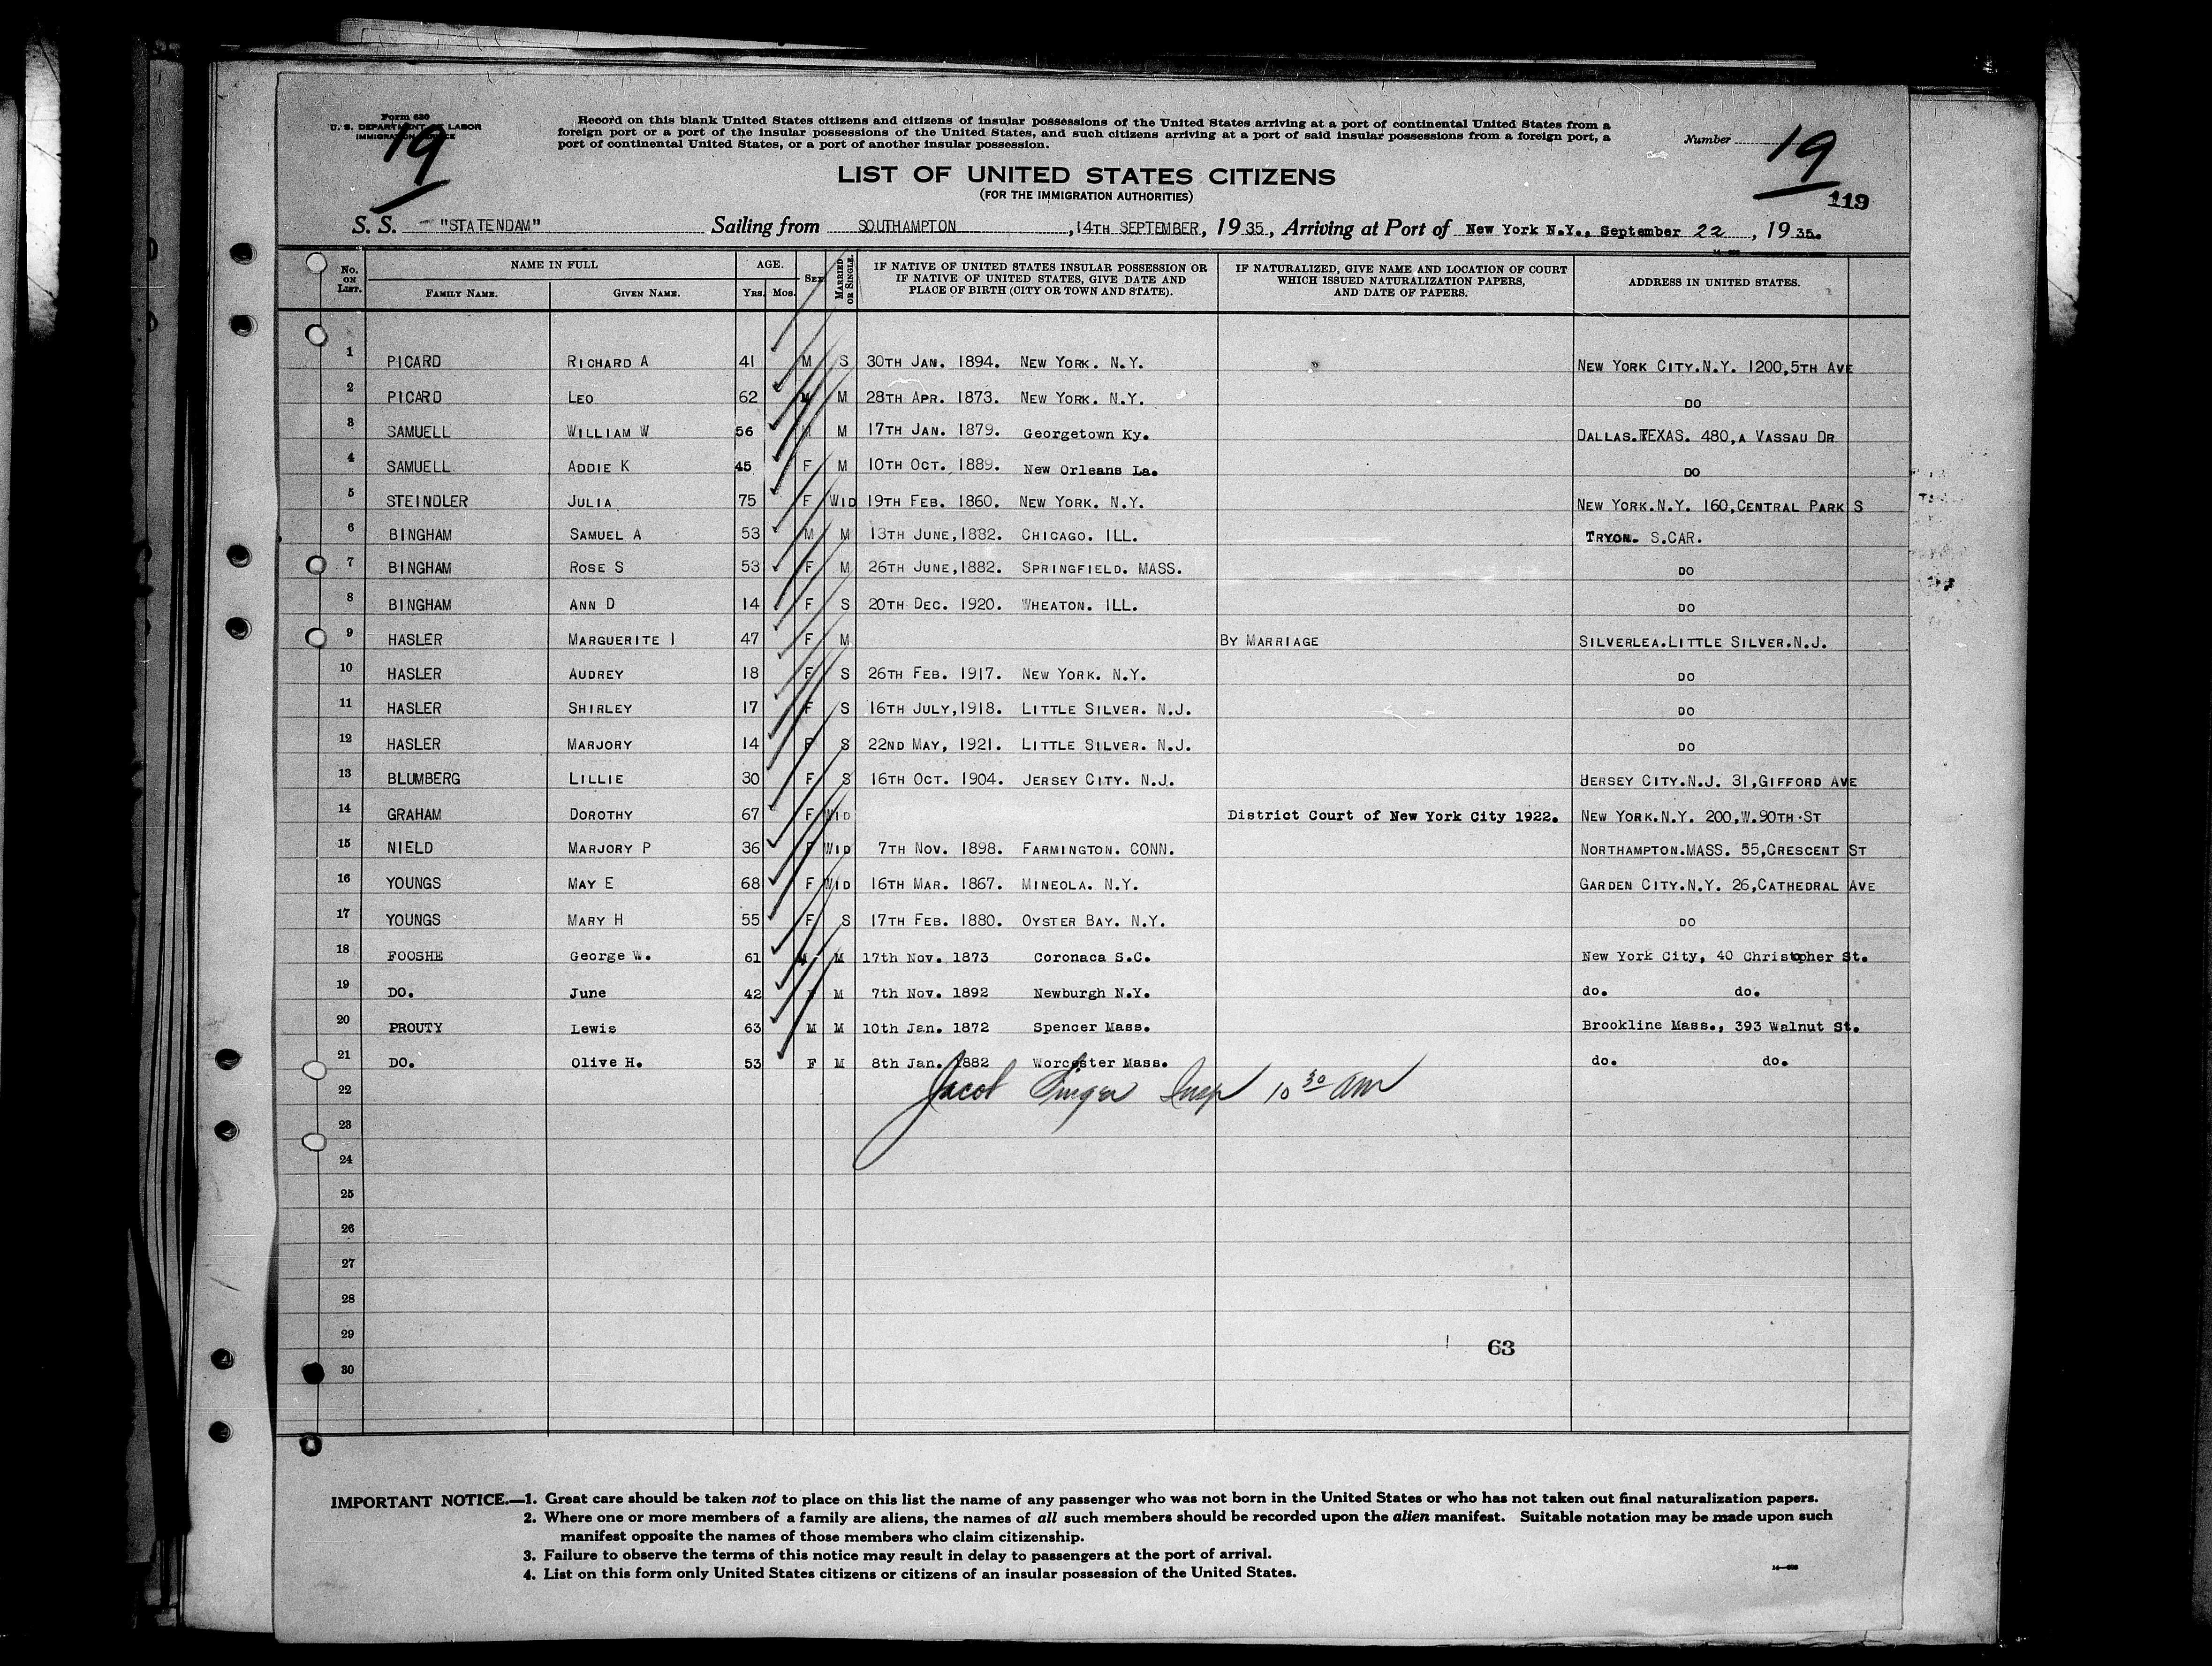 Form 630
U. S. DEPARTMENT OF LABOR
IMMIGRATION SERVICE
19
Record on this blank United States citizens and citizens of insular possessions of the United States arriving at a port of continental United States from a
foreign port or a port of the insular possessions of the United States, and such citizens arriving at a port of said insular possessions from a foreign port, a
port of continental United States, or a port of another insular possession.
Number 19
119
LIST OF UNITED STATES CITIZENS
(FOR THE IMMIGRATION AUTHORITIES)
S. S. "STATENDAM" Sailing from SOUTHAMPTON, 14TH SEPTEMBER, 1935, Arriving at Port of New York N.Y., September 22, 1935.
No. ON LIST. NAME IN FULL FAMILY NAME. GIVEN NAME. AGE. Yrs. Mos. SEX MARRIED OR SINGLE. IF NATIVE OF UNITED STATES INSULAR POSSESSION OR IF NATIVE OF UNITED STATES, GIVE DATE AND PLACE OF BIRTH (CITY OR TOWN AND STATE). IF NATURALIZED, GIVE NAME AND LOCATION OF COURT WHICH ISSUED NATURALIZATION PAPERS, AND DATE OF PAPERS. ADDRESS IN UNITED STATES.
1 PICARD RICHARD A 41 M S 30TH JAN. 1894. NEW YORK. N.Y. NEW YORK CITY.N.Y. 1200,5TH AVE
2 PICARD LEO 62 M M 28TH APR. 1873. NEW YORK. N.Y. DO
3 SAMUELL WILLIAM W 56 M M 17TH JAN. 1879. Georgetown Ky. DALLAS.TEXAS. 480,A VASSAU DR
4 SAMUELL ADDIE K 45 F M 10TH OCT. 1889. New Orleans La. DO
5 STEINDLER JULIA 75 F WID 19TH FEB. 1860. NEW YORK. N.Y. NEW YORK.N.Y. 160,CENTRAL PARK S
6 BINGHAM SAMUEL A 53 M M 13TH JUNE,1882. CHICAGO. ILL. TRYON. S.CAR.
7 BINGHAM ROSE S 53 F M 26TH JUNE,1882. SPRINGFIELD. MASS. DO
8 BINGHAM ANN D 14 F S 20TH DEC. 1920. WHEATON. ILL. DO
9 HASLER MARGUERITE I 47 F M BY MARRIAGE SILVERLEA.LITTLE SILVER.N.J.
10 HASLER AUDREY 18 F S 26TH FEB. 1917. NEW YORK. N.Y. DO
11 HASLER SHIRLEY 17 F S 16TH JULY,1918. LITTLE SILVER. N.J. DO
12 HASLER MARJORY 14 F S 22ND MAY, 1921. LITTLE SILVER. N.J. DO
13 BLUMBERG LILLIE 30 F S 16TH OCT. 1904. JERSEY CITY. N.J. HERSEY CITY.N.J. 31,GIFFORD AVE
14 GRAHAM DOROTHY 67 F WID District Court of New York City 1922. NEW YORK.N.Y. 200,W.90TH.ST
15 NIELD MARJORY P 36 F WID 7TH NOV. 1898. FARMINGTON. CONN. NORTHAMPTON.MASS. 55,CRESCENT ST
16 YOUNGS MAY E 68 F WID 16TH MAR. 1867. MINEOLA. N.Y. GARDEN CITY.N.Y. 26,CATHEDRAL AVE
17 YOUNGS MARY H 55 F S 17TH FEB. 1880. OYSTER BAY. N.Y. DO
18 FOOSHE George W. 61 M M 17th Nov. 1873 Coronaca S.C. New York City, 40 Christopher St.
19 DO. June 42 F M 7th Nov. 1892 Newburgh N.Y. do. do.
20 PROUTY Lewis 63 M M 10th Jan. 1872 Spencer Mass. Brookline Mass., 393 Walnut St.
21 DO. Olive H. 53 F M 8th Jan. 1882 Worcester Mass. do. do.
22 Jacob Singer Insp 10 30 am
23
24
25
26
27
28
29
63
30
IMPORTANT NOTICE.—1. Great care should be taken not to place on this list the name of any passenger who was not born in the United States or who has not taken out final naturalization papers.
2. Where one or more members of a family are aliens, the names of all such members should be recorded upon the alien manifest. Suitable notation may be made upon such
manifest opposite the names of those members who claim citizenship.
3. Failure to observe the terms of this notice may result in delay to passengers at the port of arrival.
4. List on this form only United States citizens or citizens of an insular possession of the United States.